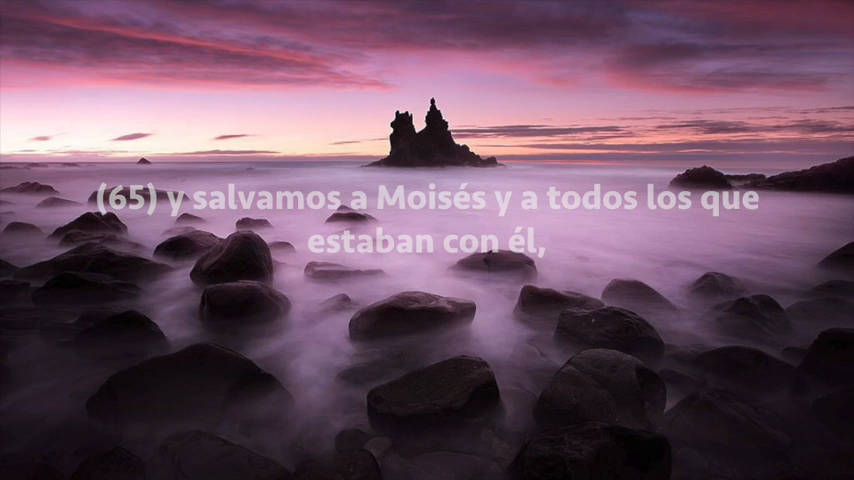 (65) y salvamos a Moisés y a todos los que
estaban con él,